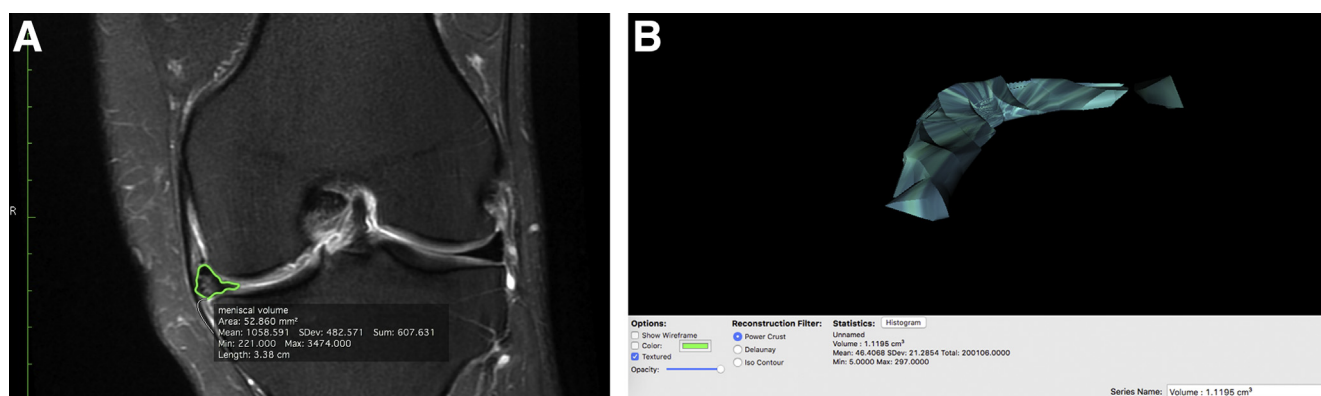 A
R
meniscal volume
Area: 52.860 mm²
Mean: 1058.591 SDev: 482.571 Sum: 607.631
Min: 221.000 Max: 3474.000
Length: 3.38 cm
B
Options:
Show Wireframe
Color:
Textured
Opacity:
Reconstruction Filter:
Power Crust
Delaunay
Iso Contour
Statistics: Histogram
Unnamed
Volume : 1.1195 cm³
Mean: 46.4068 SDev: 21.2854 Total: 200106.0000
Min: 5.0000 Max: 297.0000
Series Name: Volume : 1.1195 cm³